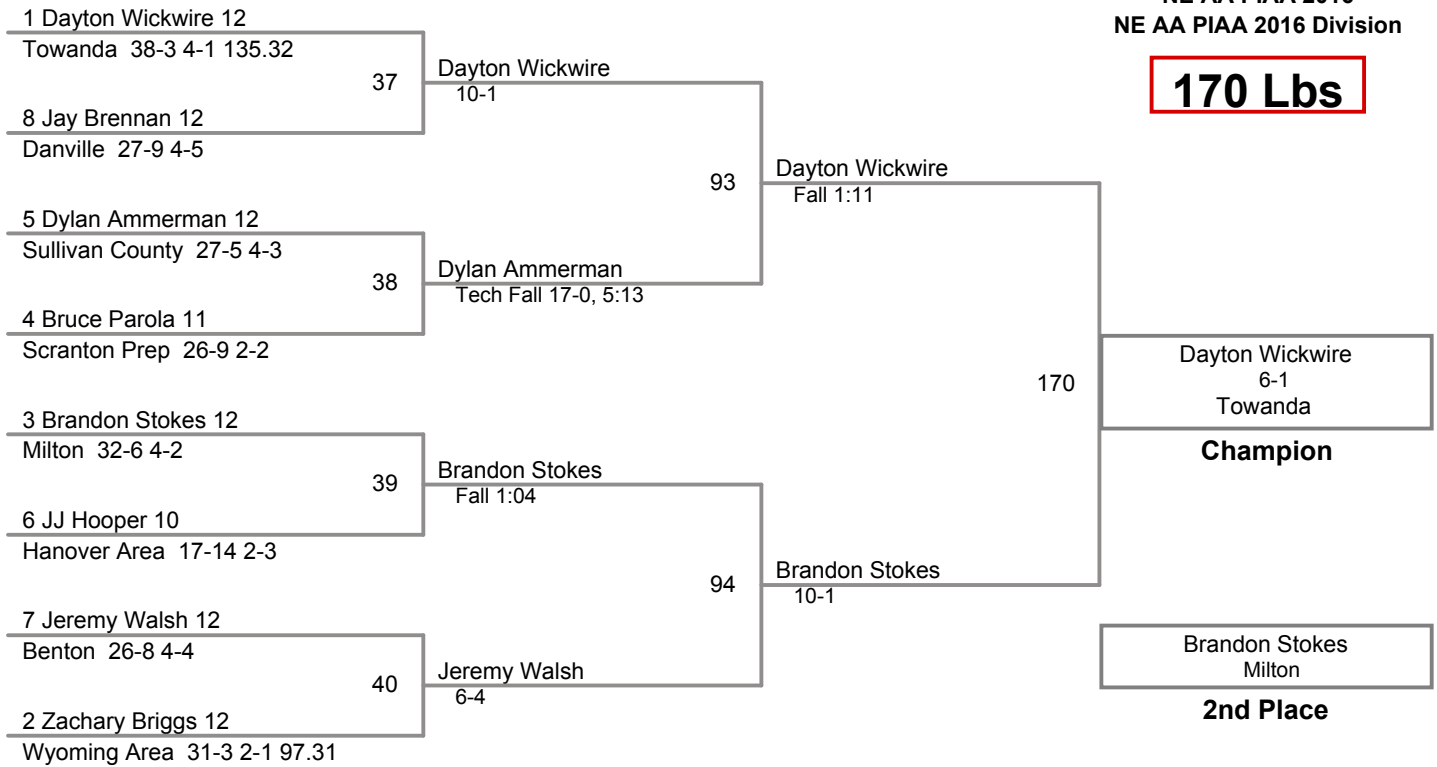 NE AA PIAA 2016
NE AA PIAA 2016 Division
170 Lbs
1 Dayton Wickwire 12
Towanda 38-3 4-1 135.32
37
8 Jay Brennan 12
Danville 27-9 4-5
Dayton Wickwire
10-1
5 Dylan Ammerman 12
Sullivan County 27-5 4-3
38
4 Bruce Parola 11
Scranton Prep 26-9 2-2
Dylan Ammerman
Tech Fall 17-0, 5:13
93
Dayton Wickwire
Fall 1:11
3 Brandon Stokes 12
Milton 32-6 4-2
39
6 JJ Hooper 10
Hanover Area 17-14 2-3
Brandon Stokes
Fall 1:04
7 Jeremy Walsh 12
Benton 26-8 4-4
40
2 Zachary Briggs 12
Wyoming Area 31-3 2-1 97.31
Jeremy Walsh
6-4
94
Brandon Stokes
10-1
170
Dayton Wickwire
6-1
Towanda
Champion
Brandon Stokes
Milton
2nd Place